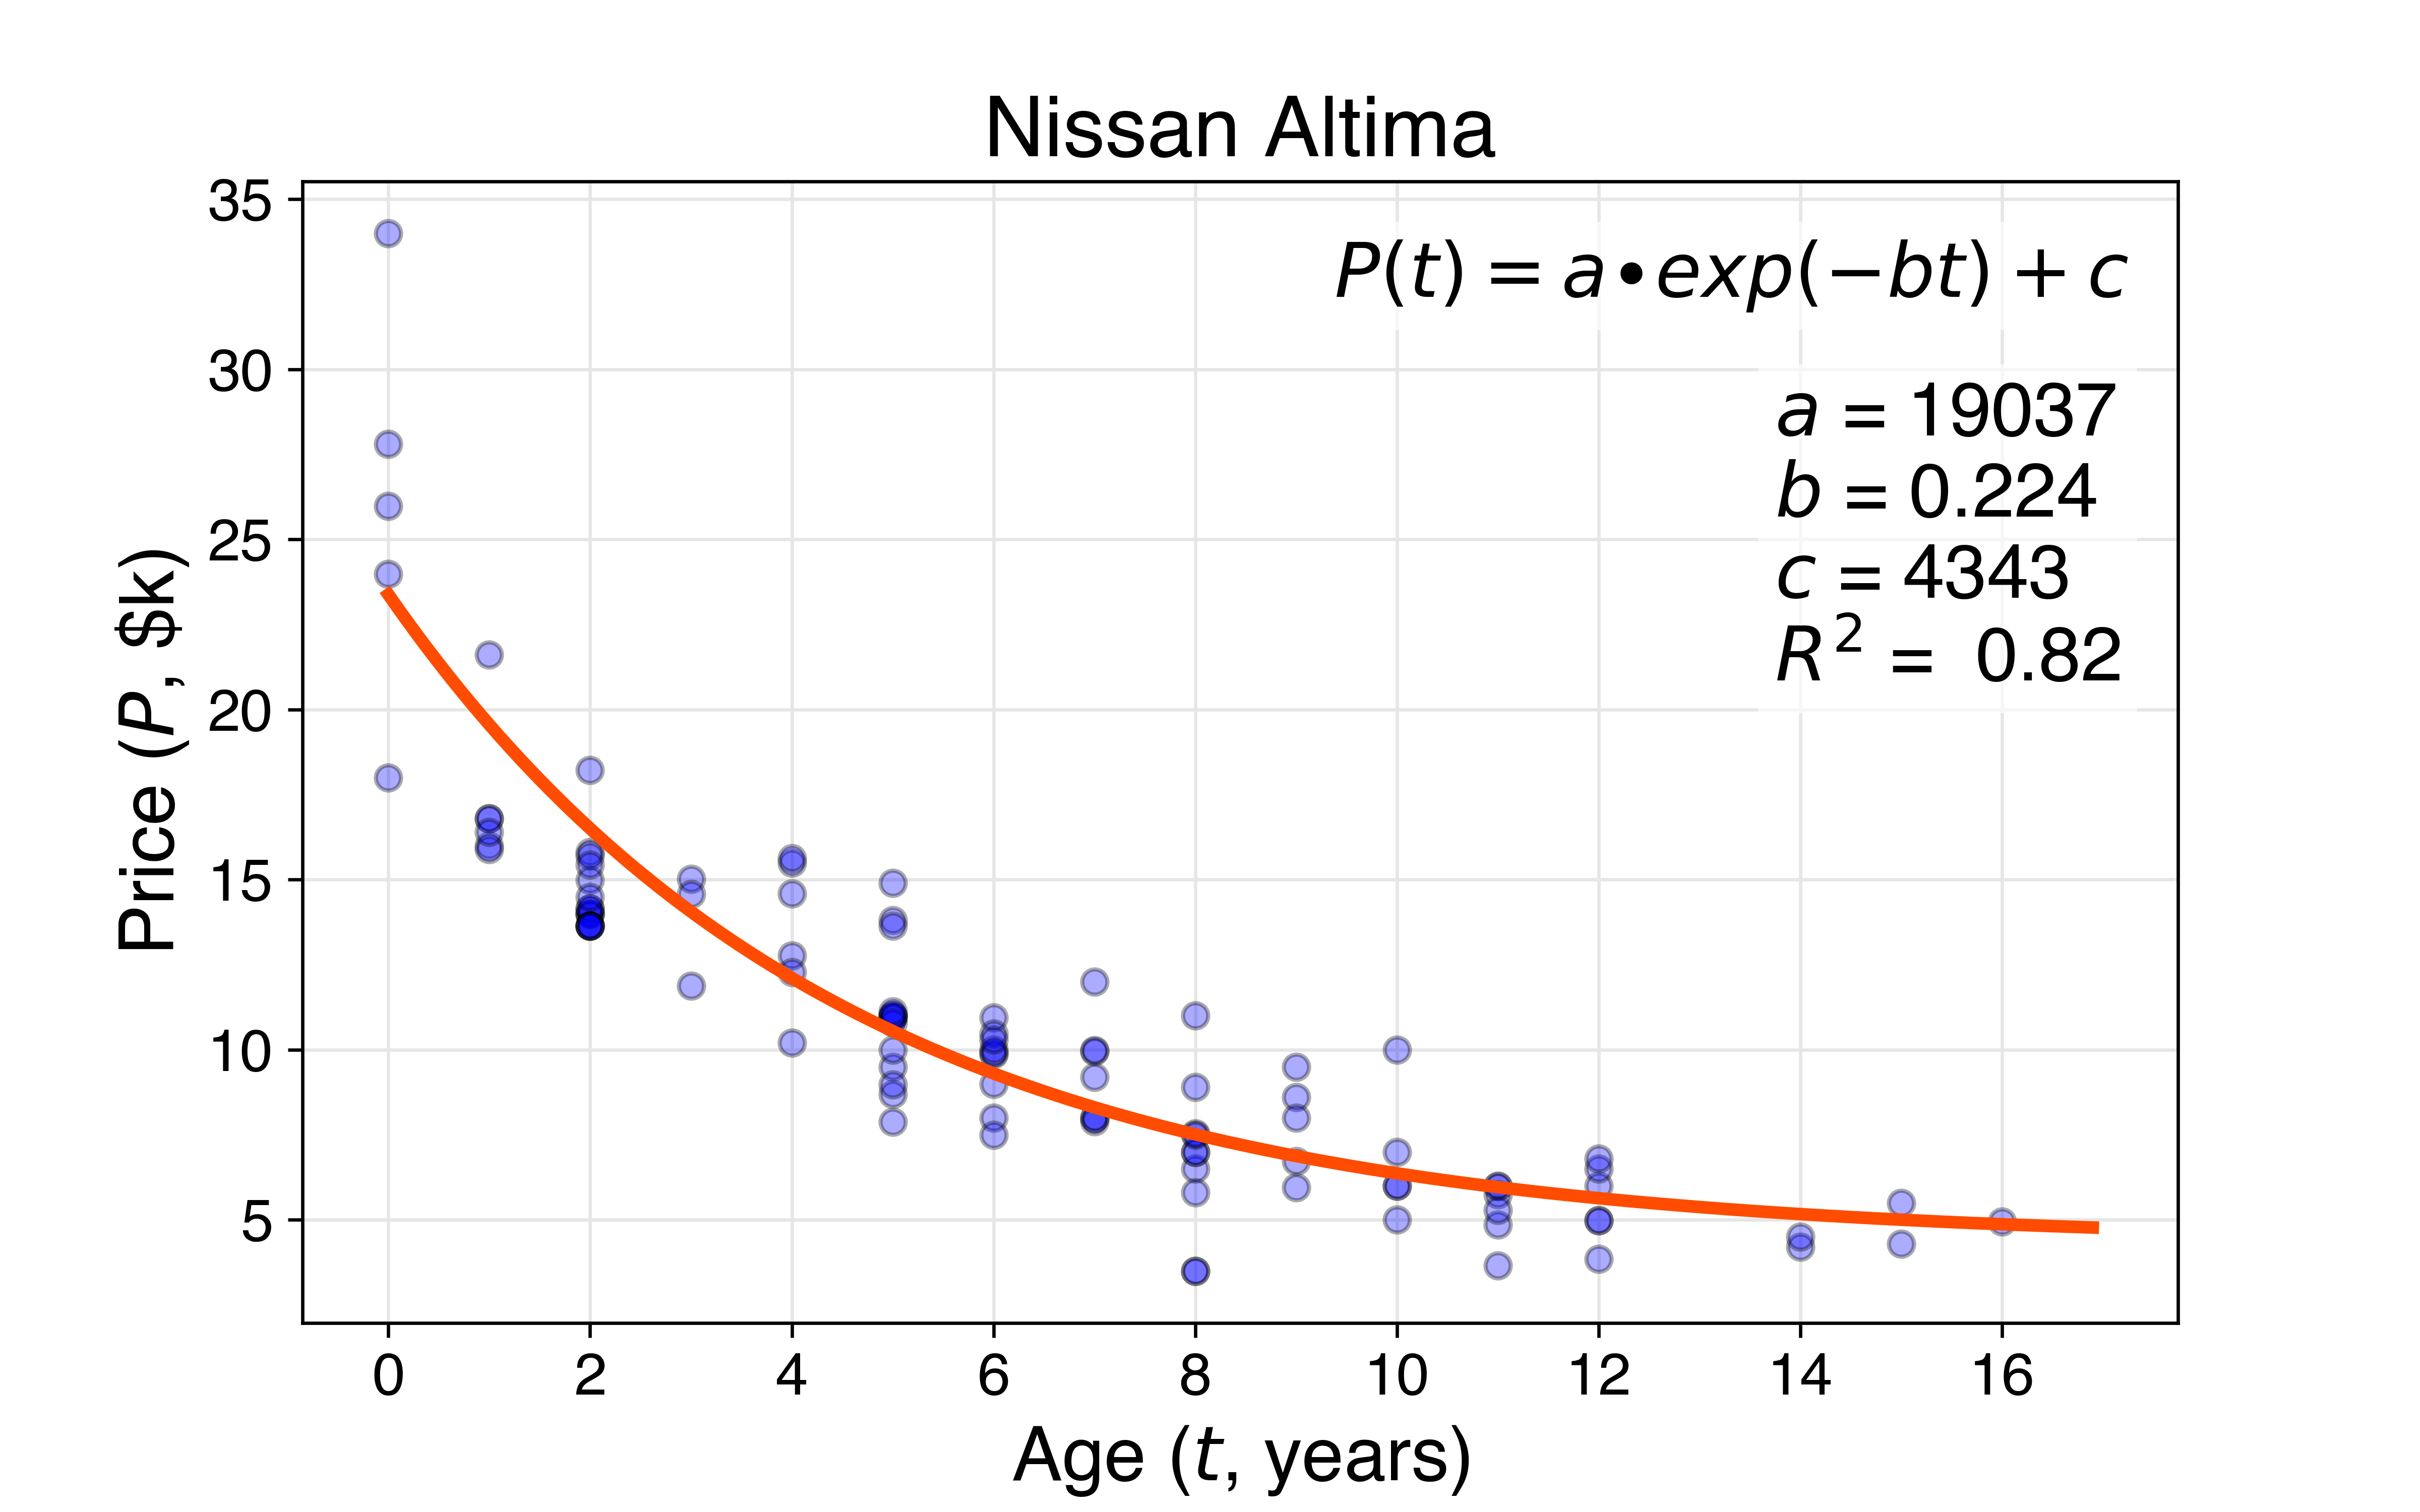 Nissan Altima
P(t) = a•exp(−bt) + c
a = 19037
b = 0.224
c = 4343
R² = 0.82
Price (P, $k)
35
30
25
20
15
10
5
0 2 4 6 8 10 12 14 16
Age (t, years)